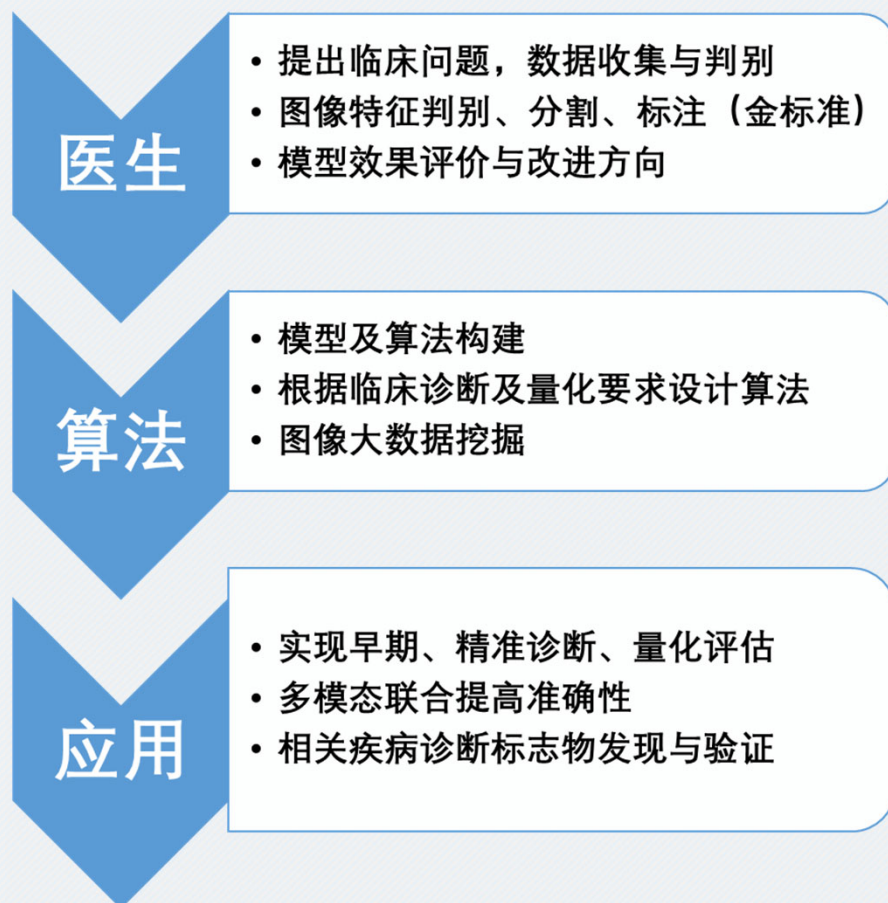 医生
• 提出临床问题，数据收集与判别
• 图像特征判别、分割、标注（金标准）
• 模型效果评价与改进方向
算法
• 模型及算法构建
• 根据临床诊断及量化要求设计算法
• 图像大数据挖掘
应用
• 实现早期、精准诊断、量化评估
• 多模态联合提高准确性
• 相关疾病诊断标志物发现与验证